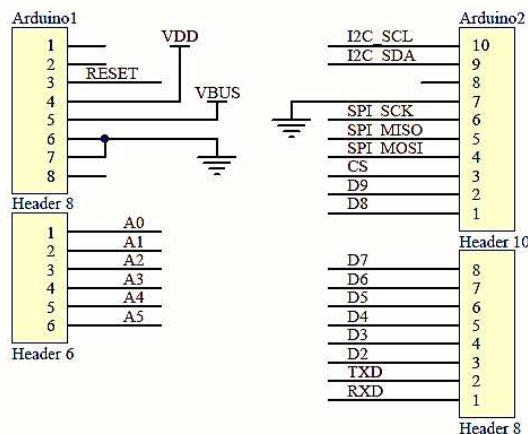 Arduino1
1
2
3
4
5
6
7
8
RESET
VDD
VBUS
Header 8
1
2
3
4
5
6
A0
A1
A2
A3
A4
A5
Header 6
Arduino2
I2C_SCL 10
I2C_SDA 9
8
7
SPI_SCK 6
SPI_MISO 5
SPI_MOSI 4
CS 3
D9 2
D8 1
Header 10
D7 8
D6 7
D5 6
D4 5
D3 4
D2 3
TXD 2
RXD 1
Header 8